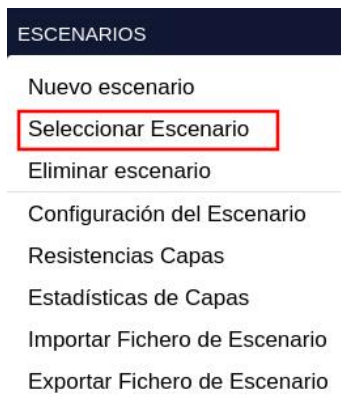 ESCENARIOS
Nuevo escenario
Seleccionar Escenario
Eliminar escenario
Configuración del Escenario
Resistencias Capas
Estadísticas de Capas
Importar Fichero de Escenario
Exportar Fichero de Escenario